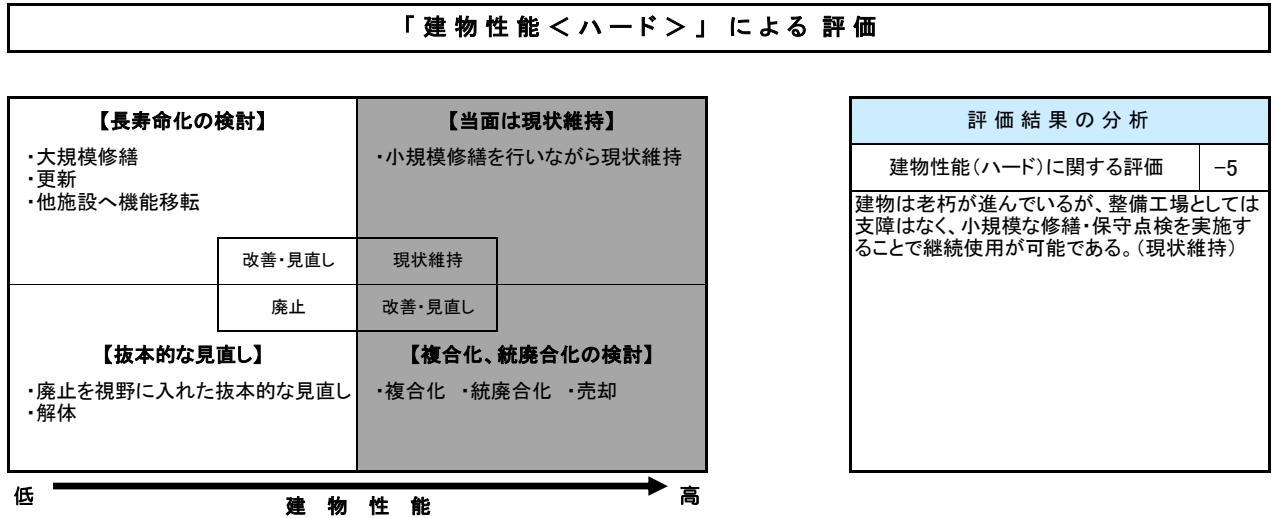 「建物性能＜ハード＞」による評価
【長寿命化の検討】
・大規模修繕
・更新
・他施設へ機能移転
【当面は現状維持】
・小規模修繕を行いながら現状維持
改善・見直し
現状維持
廃止
改善・見直し
【抜本的な見直し】
・廃止を視野に入れた抜本的な見直し
・解体
【複合化、統廃合化の検討】
・複合化 ・統廃合化 ・売却
低
建物性能
高
評価結果の分析
建物性能（ハード）に関する評価
-5
建物は老朽が進んでいるが、整備工場としては
支障はなく、小規模な修繕・保守点検を実施す
ることで継続使用が可能である。（現状維持）